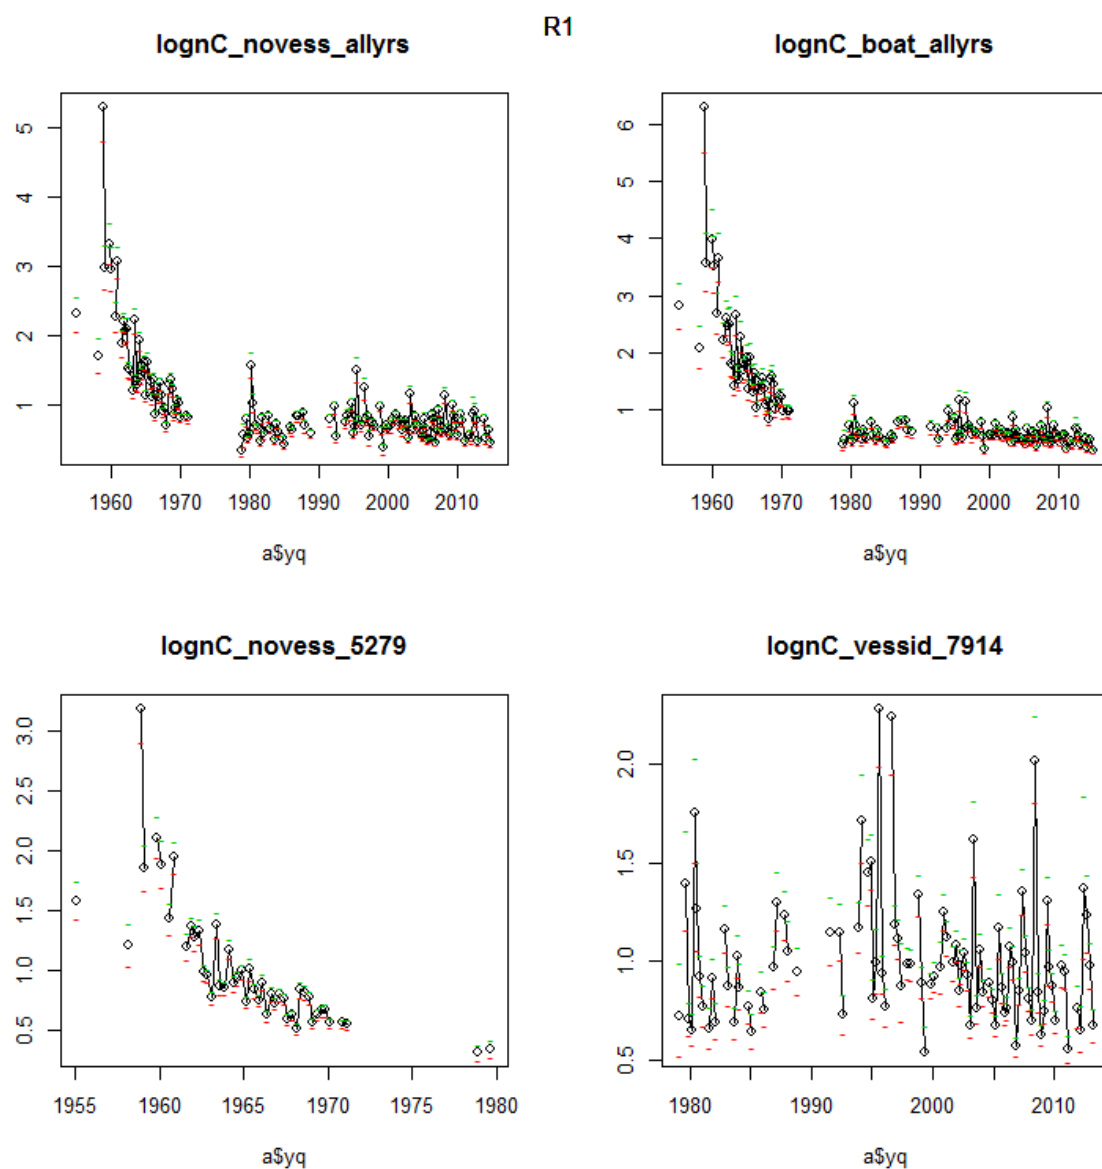 R1
lognC_novess_allyrs
lognC_boat_allyrs
5
4
3
2
1
1960 1970 1980 1990 2000 2010
a$yq
6
5
4
3
2
1
1960 1970 1980 1990 2000 2010
a$yq
lognC_novess_5279
lognC_vessid_7914
3.0
2.5
2.0
1.5
1.0
0.5
1955 1960 1965 1970 1975 1980
a$yq
2.0
1.5
1.0
0.5
1980 1990 2000 2010
a$yq